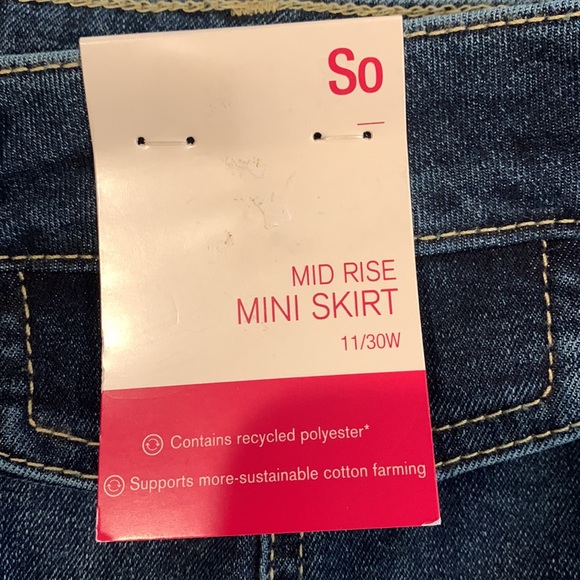 So
MID RISE
MINI SKIRT
11/30W
Contains recycled polyester*
Supports more-sustainable cotton farming